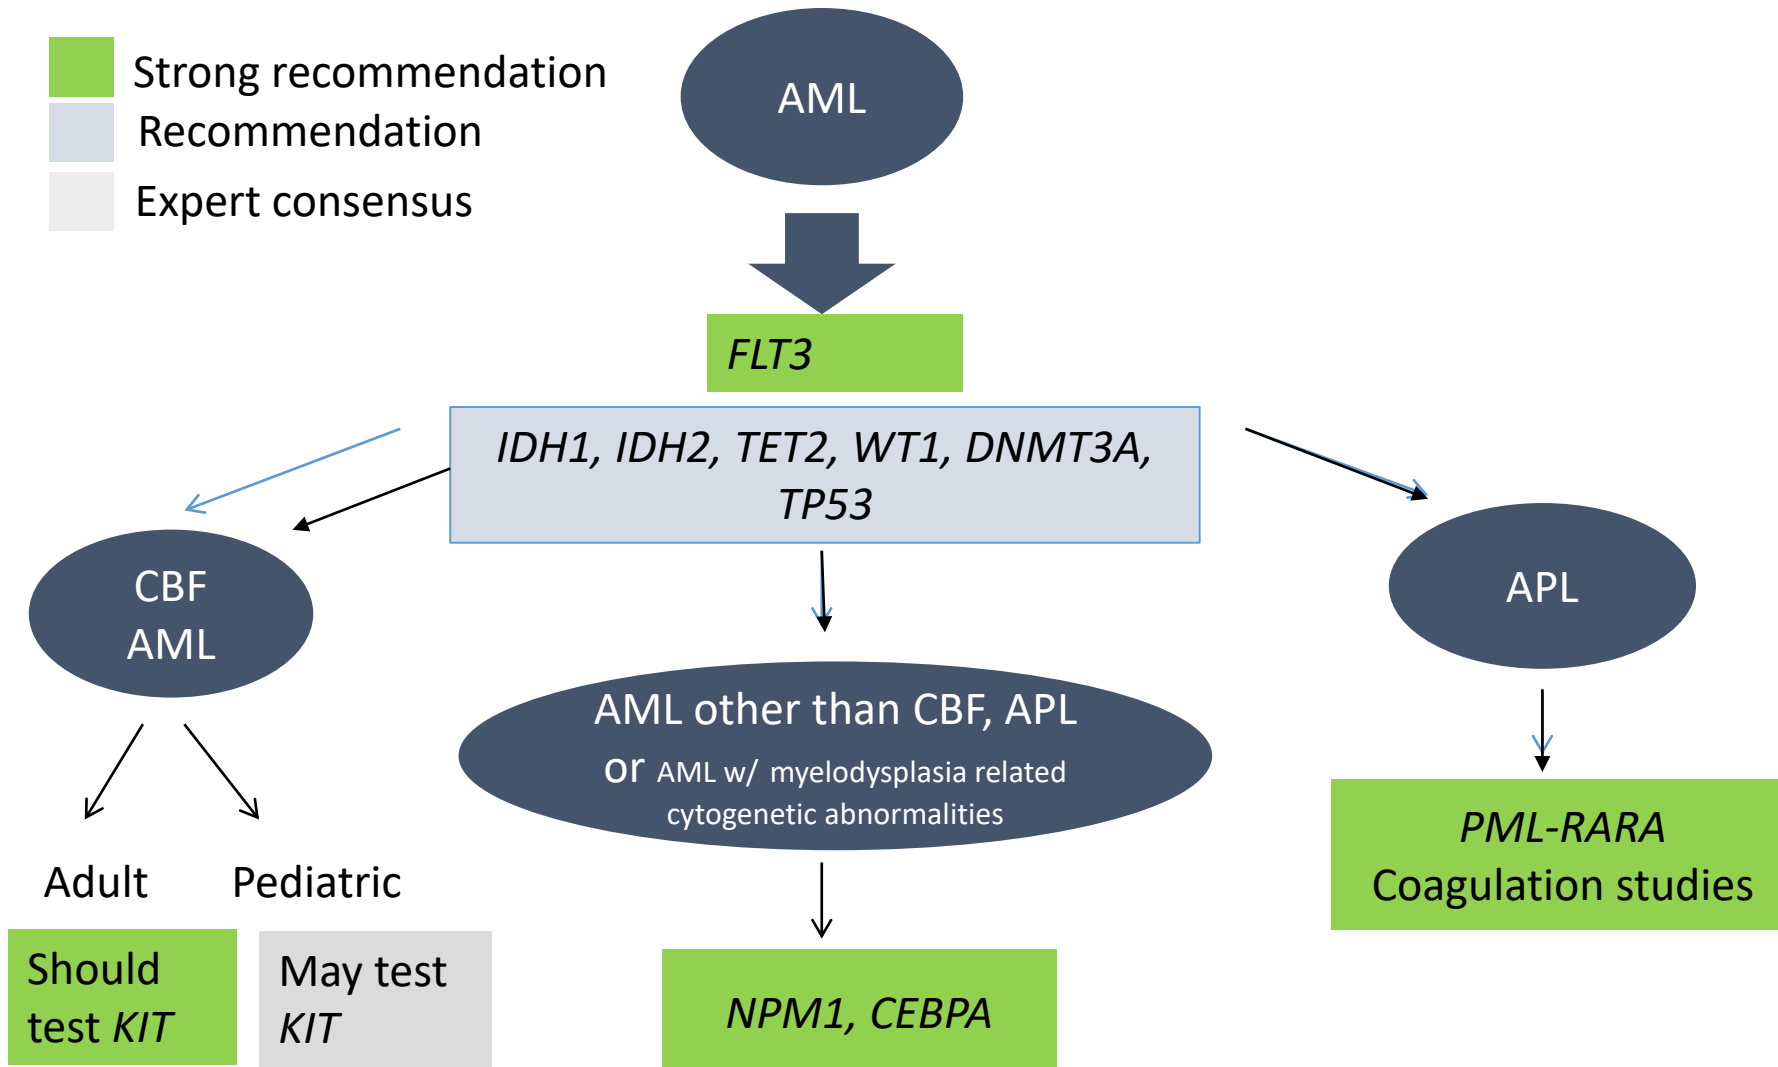 Strong recommendation
Recommendation
Expert consensus
AML
FLT3
IDH1, IDH2, TET2, WT1, DNMT3A,
TP53
CBF
AML
APL
AML other than CBF, APL
or AML w/ myelodysplasia related
cytogenetic abnormalities
PML-RARA
Coagulation studies
Adult
Pediatric
Should
test KIT
May test
KIT
NPM1, CEBPA